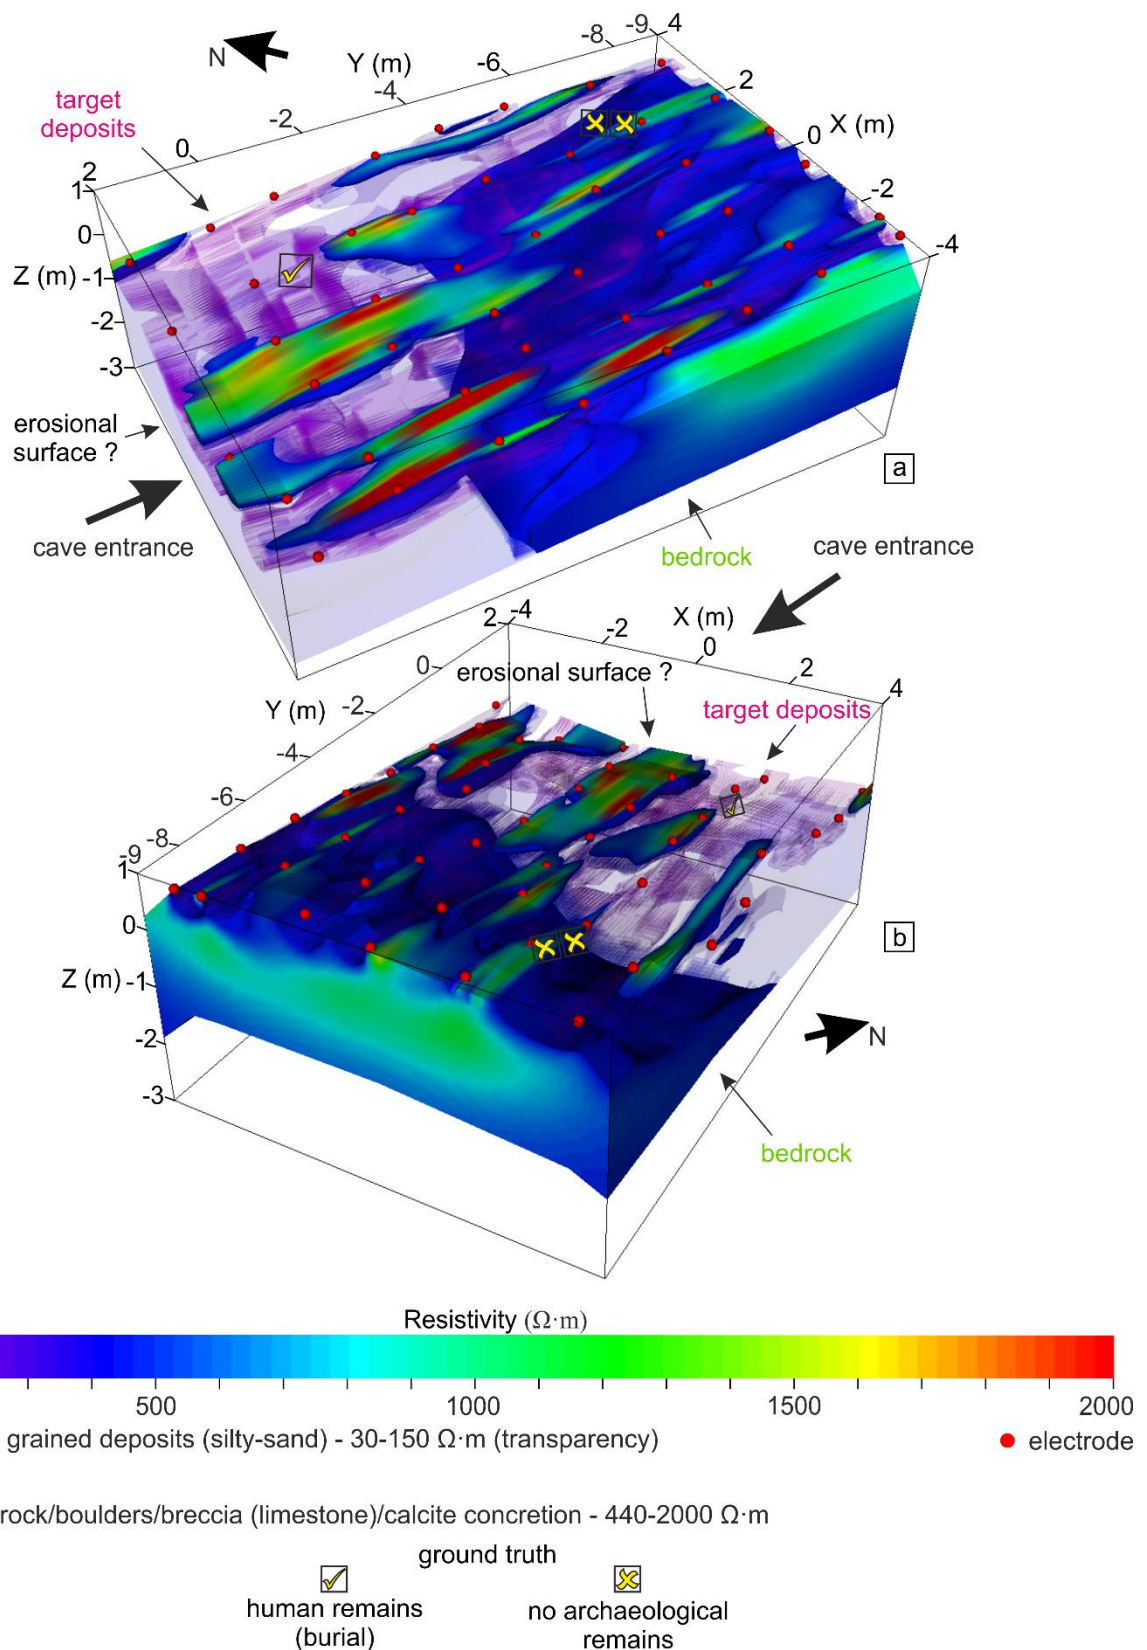 -9 4
-8
N
Y (m)
-6
2
target
deposits
-4
-2
0 X (m)
0
2
1
-2
0
-4
Z (m) -1
-2
-3
erosional
surface ?
a
cave entrance
bedrock
cave entrance
2 -4
X (m)
-2
0
0
erosional surface ?
2
4
Y (m)
-2
target deposits
-4
-6
-8
-9
1
0
b
Z (m) -1
N
-2
-3
bedrock
Resistivity (Ω·m)
500 1000 1500 2000
grained deposits (silty-sand) - 30-150 Ω·m (transparency)
electrode
rock/boulders/breccia (limestone)/calcite concretion - 440-2000 Ω·m
ground truth
human remains
(burial)
no archaeological
remains